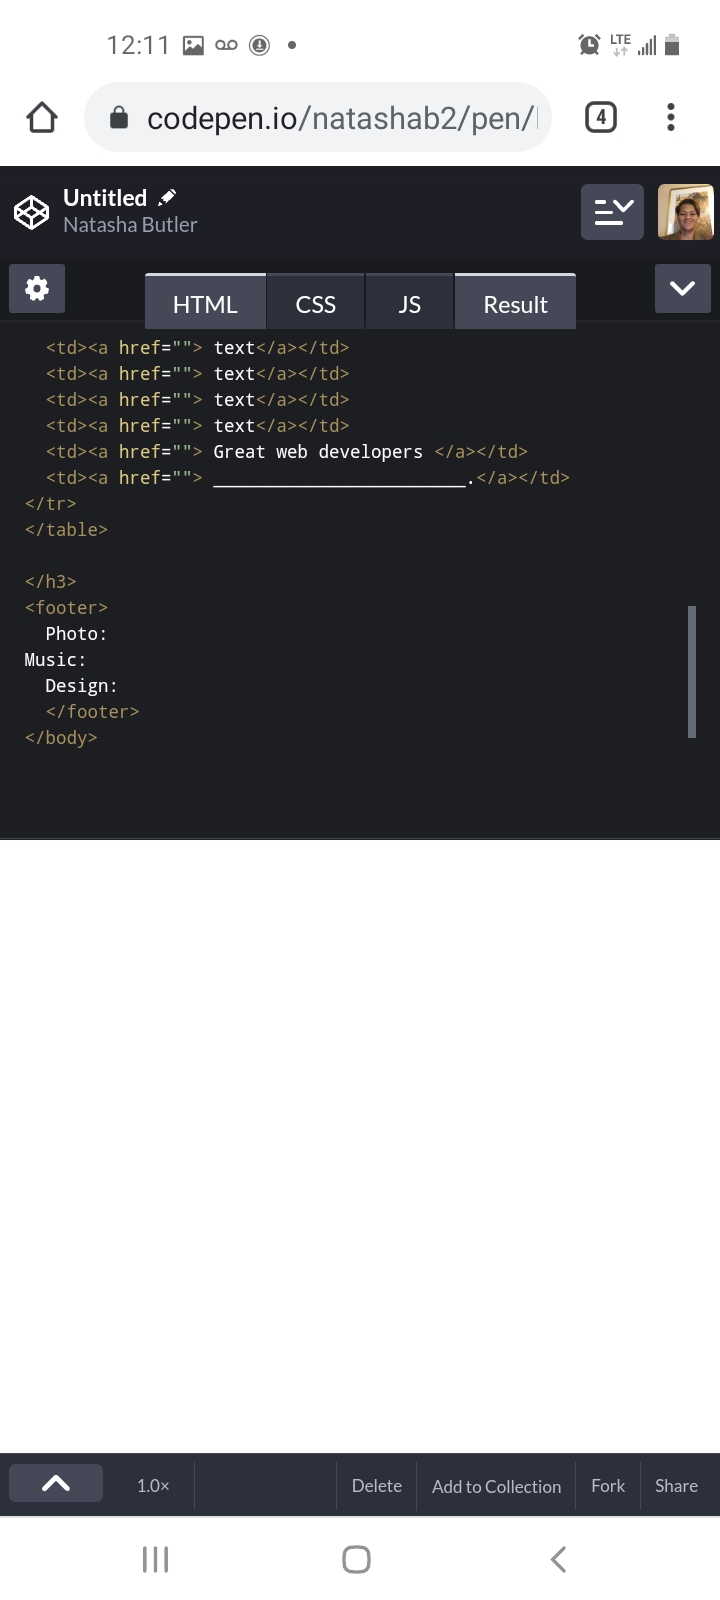 12:11
LTE
codepen.io/natashab2/pen/
4
Untitled
Natasha Butler
HTML CSS JS Result
<td><a href=""> text</a></td>
<td><a href=""> text</a></td>
<td><a href=""> text</a></td>
<td><a href=""> text</a></td>
<td><a href=""> Great web developers </a></td>
<td><a href=""> ________________________.</a></td>
</tr>
</table>
</h3>
<footer>
Photo:
Music:
Design:
</footer>
</body>
1.0× Delete Add to Collection Fork Share